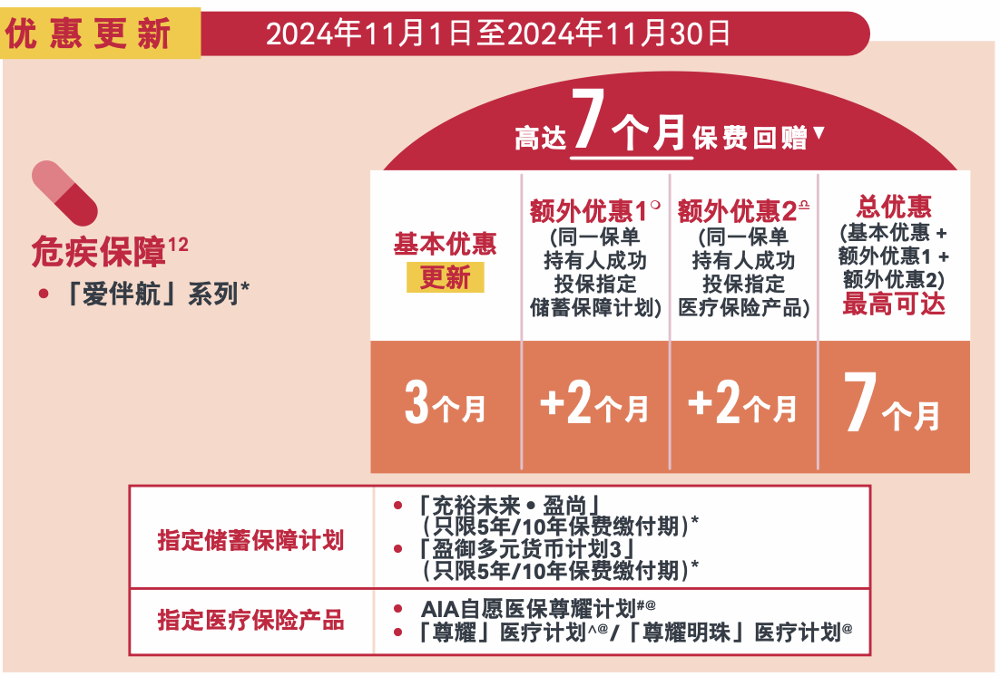 优惠更新
2024年11月1日至2024年11月30日
高达7个月保费回赠▼
危疾保障12
• 「爱伴航」系列*
基本优惠
更新
额外优惠1❍
(同一保单
持有人成功
投保指定
储蓄保障计划)
额外优惠2♎
(同一保单
持有人成功
投保指定
医疗保险产品)
总优惠
(基本优惠 +
额外优惠1 +
额外优惠2)
最高可达
3个月
+2个月
+2个月
7个月
指定储蓄保障计划
• 「充裕未来•盈尚」
(只限5年/10年保费缴付期)*
• 「盈御多元货币计划3」
(只限5年/10年保费缴付期)*
指定医疗保险产品
• AIA自愿医保尊耀计划#@
• 「尊耀」医疗计划^@/「尊耀明珠」医疗计划@